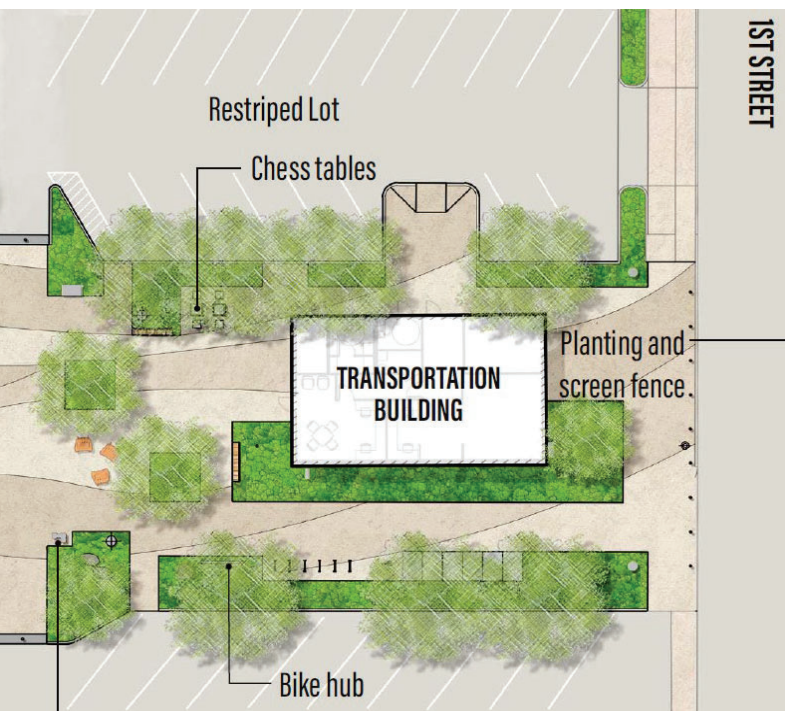 1ST STREET
Restriped Lot
Chess tables
TRANSPORTATION
BUILDING
Planting and
screen fence
Bike hub